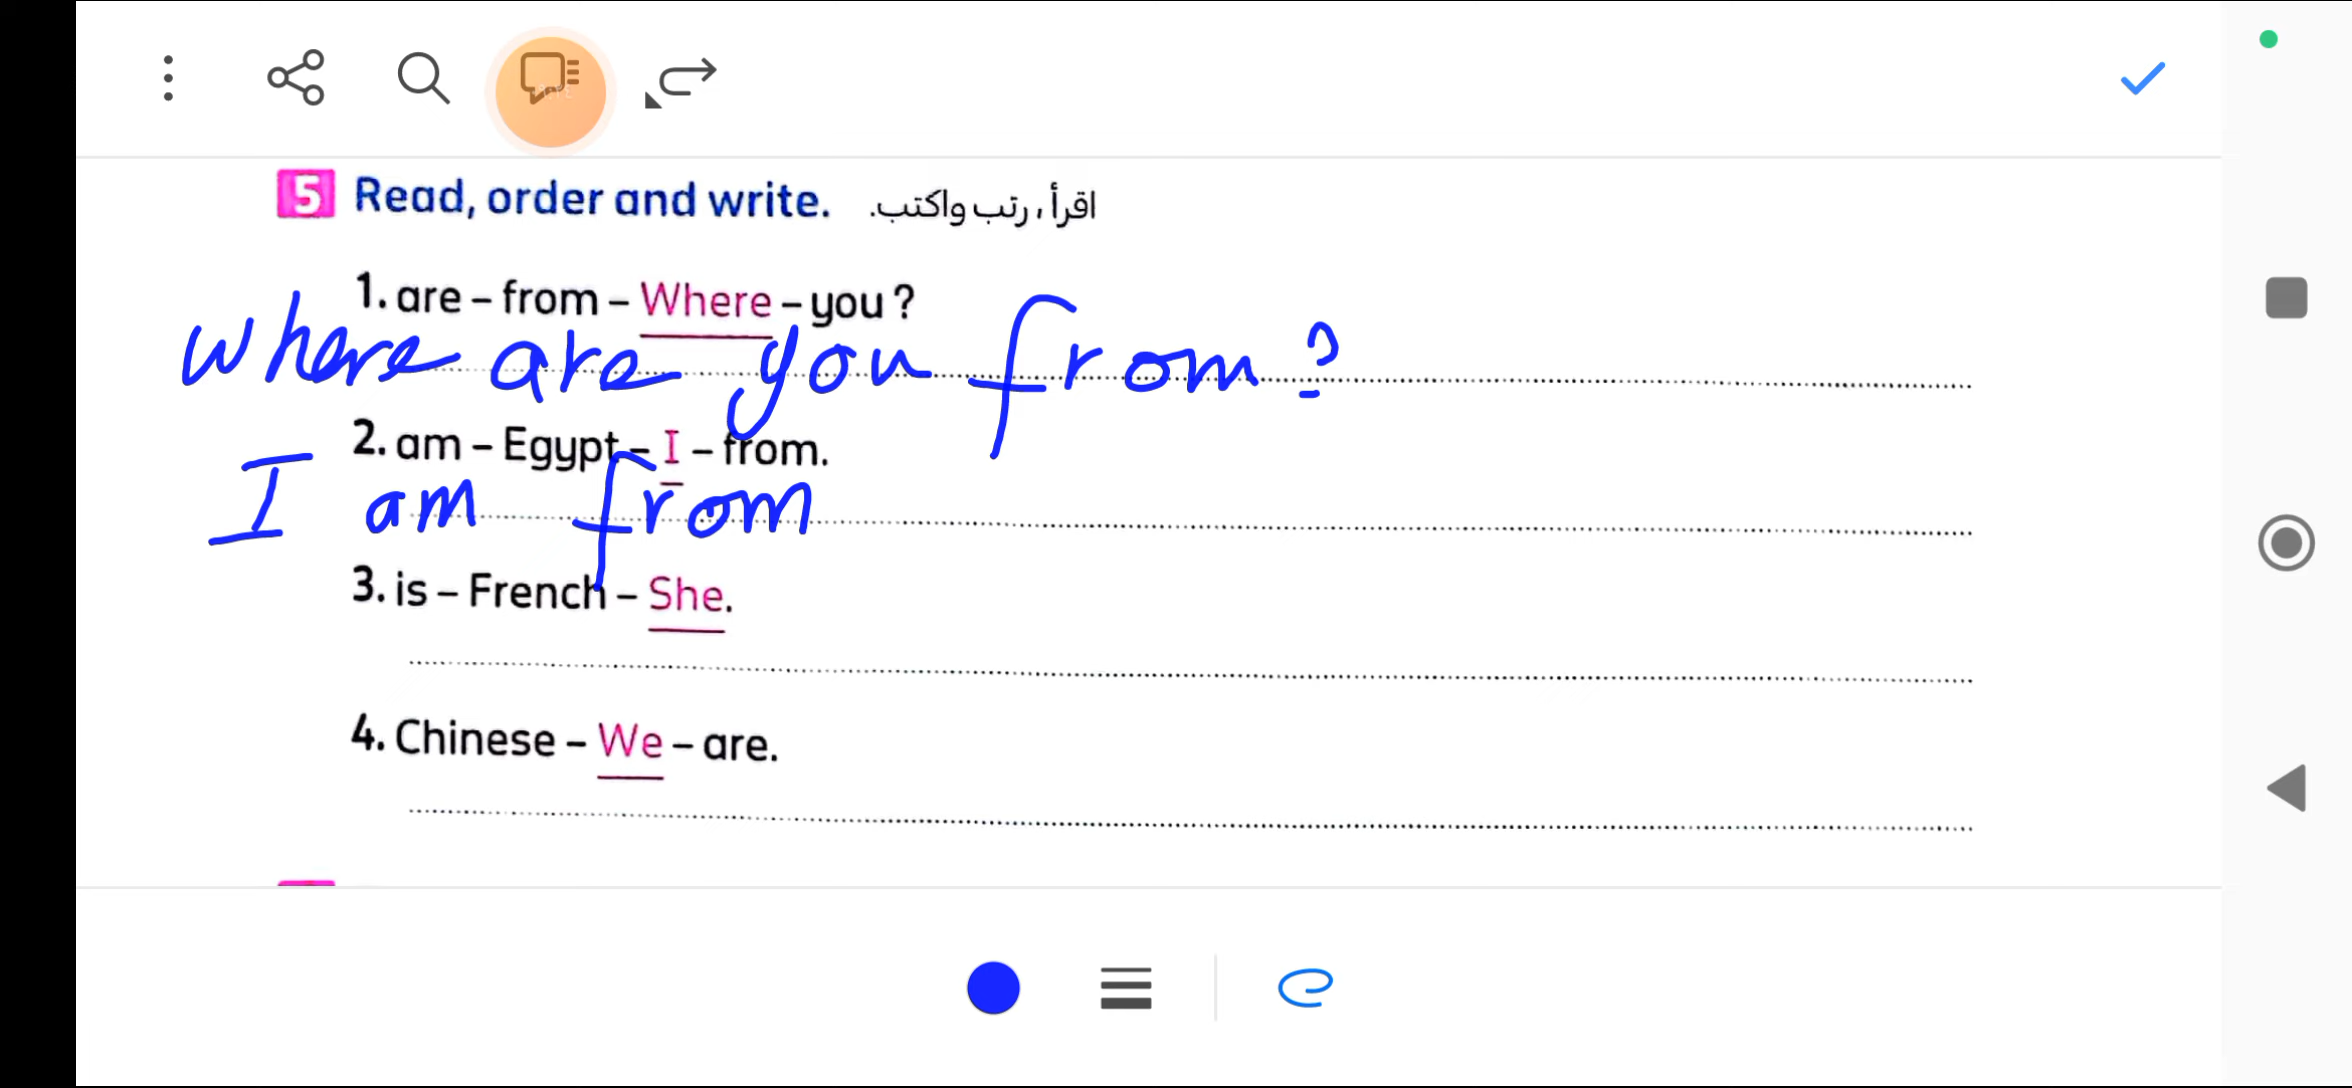 5 Read, order and write. اقرأ، رتب واكتب.
1. are – from – Where – you ?
where are you from ?
2. am – Egypt – I – from.
I am from
3. is – French – She.
4. Chinese – We – are.